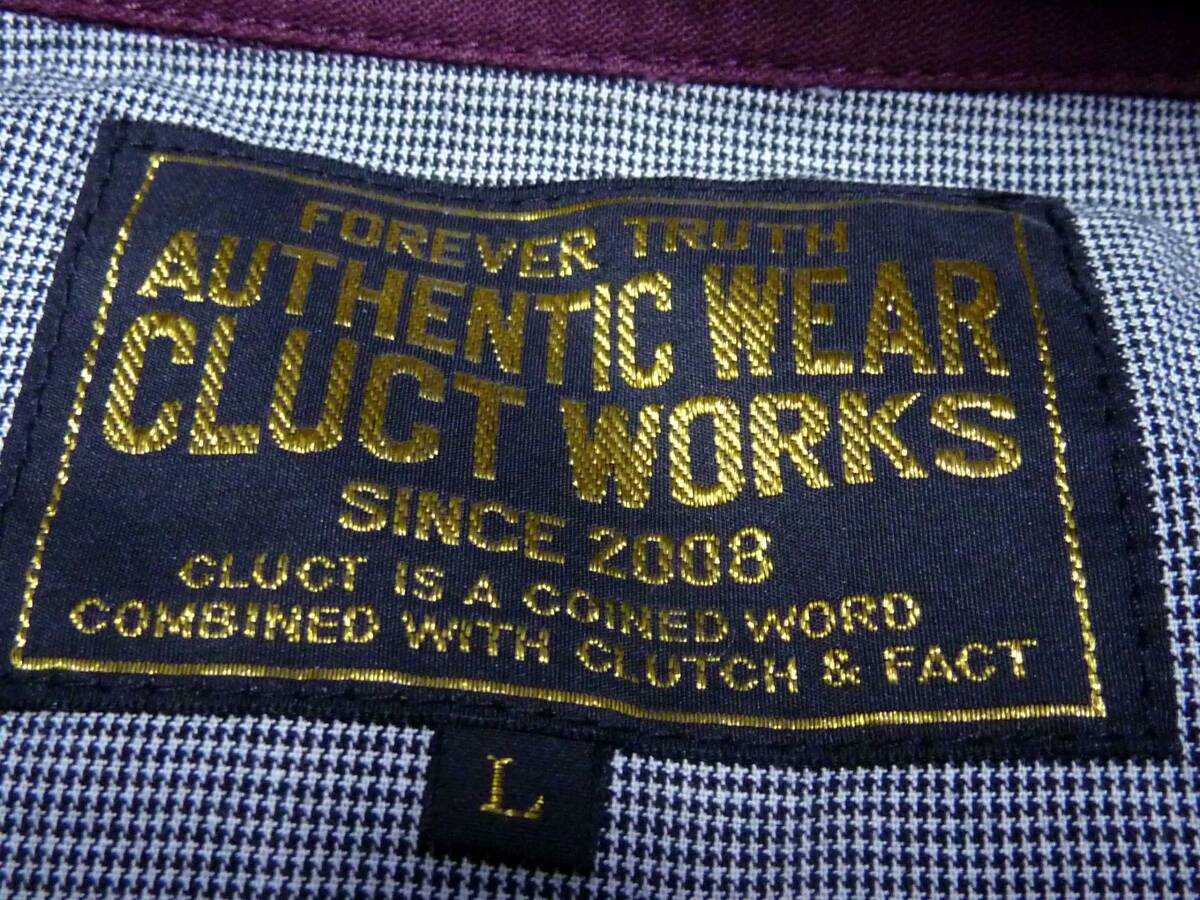 FOREVER TRUTH
AUTHENTIC WEAR
CLUCT WORKS
SINCE 2008
CLUCT IS A COINED WORD
COMBINED WITH CLUTCH & FACT
L